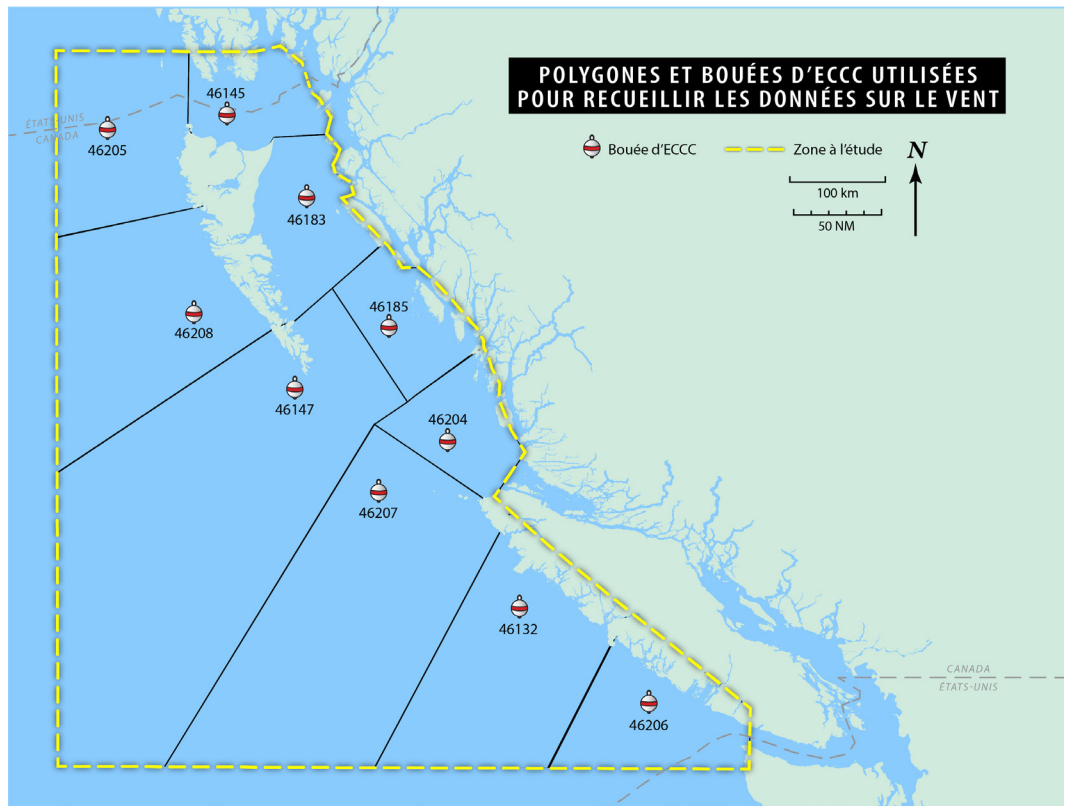 POLYGONES ET BOUÉES D'ECCC UTILISÉES
POUR RECUEILLIR LES DONNÉES SUR LE VENT
Bouée d'ECCC
Zone à l'étude
N
100 km
50 NM
46145
ÉTATS-UNIS
CANADA
46205
46183
46185
46208
46147
46204
46207
46132
CANADA
ÉTATS-UNIS
46206